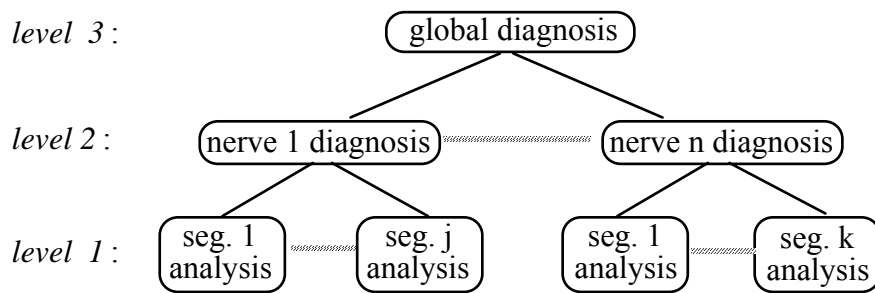 level 3 : global diagnosis
level 2 : nerve 1 diagnosis nerve n diagnosis
level 1 : seg. 1 analysis seg. j analysis seg. 1 analysis seg. k analysis